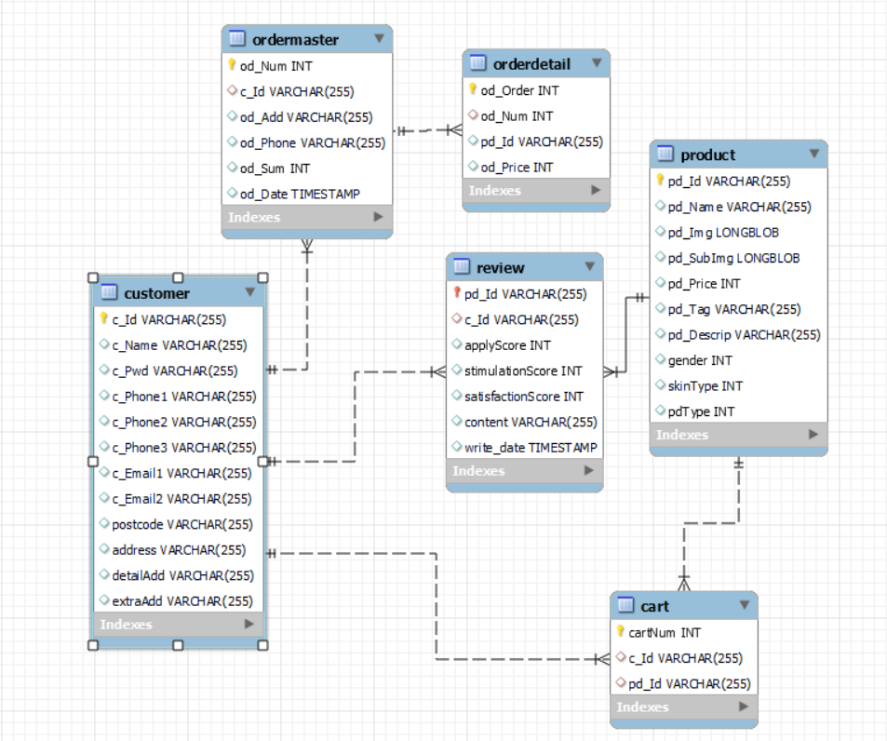 ordermaster
od_Num INT
c_Id VARCHAR(255)
od_Add VARCHAR(255)
od_Phone VARCHAR(255)
od_Sum INT
od_Date TIMESTAMP
Indexes
orderdetail
od_Order INT
od_Num INT
pd_Id VARCHAR(255)
od_Price INT
Indexes
product
pd_Id VARCHAR(255)
pd_Name VARCHAR(255)
pd_Img LONGBLOB
pd_SubImg LONGBLOB
pd_Price INT
pd_Tag VARCHAR(255)
pd_Descrip VARCHAR(255)
gender INT
skinType INT
pdType INT
Indexes
customer
c_Id VARCHAR(255)
c_Name VARCHAR(255)
c_Pwd VARCHAR(255)
c_Phone1 VARCHAR(255)
c_Phone2 VARCHAR(255)
c_Phone3 VARCHAR(255)
c_Email1 VARCHAR(255)
c_Email2 VARCHAR(255)
postcode VARCHAR(255)
address VARCHAR(255)
detailAdd VARCHAR(255)
extraAdd VARCHAR(255)
Indexes
review
pd_Id VARCHAR(255)
c_Id VARCHAR(255)
applyScore INT
stimulationScore INT
satisfactionScore INT
content VARCHAR(255)
write_date TIMESTAMP
Indexes
cart
cartNum INT
c_Id VARCHAR(255)
pd_Id VARCHAR(255)
Indexes